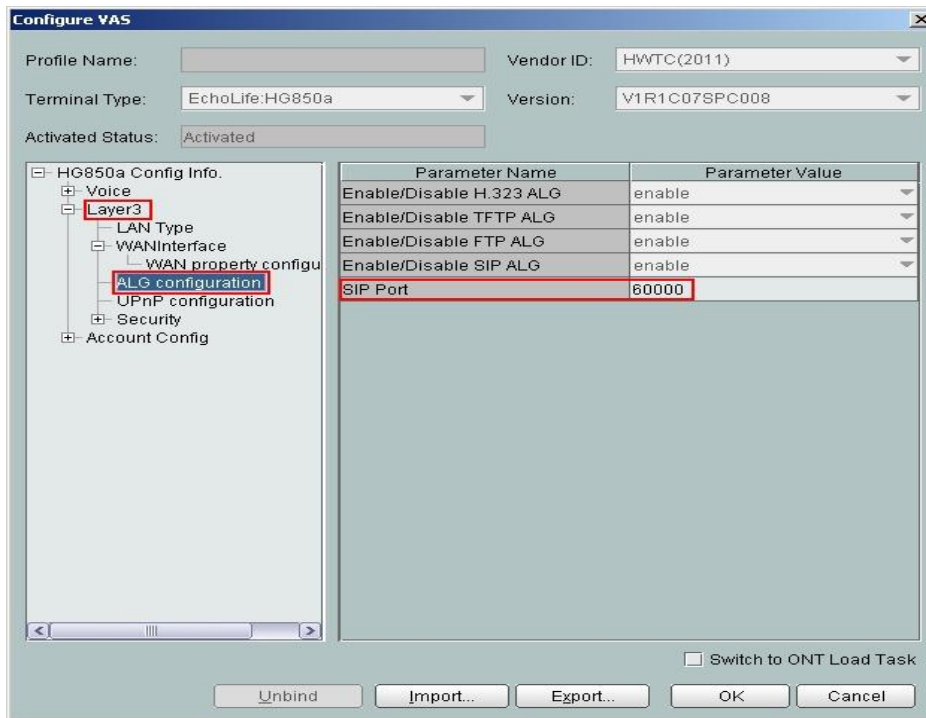 Configure VAS
Profile Name:
Vendor ID: HWTC(2011)
Terminal Type: EchoLife:HG850a
Version: V1R1C07SPC008
Activated Status: Activated
HG850a Config Info.
Voice
Layer3
LAN Type
WANInterface
WAN property configu
ALG configuration
UPnP configuration
Security
Account Config
Parameter Name Parameter Value
Enable/Disable H.323 ALG enable
Enable/Disable TFTP ALG enable
Enable/Disable FTP ALG enable
Enable/Disable SIP ALG enable
SIP Port 60000
Switch to ONT Load Task
Unbind Import... Export... OK Cancel